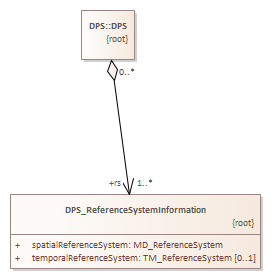 DPS::DPS
{root}
0..*
+rs 1..*
DPS_ReferenceSystemInformation
{root}
+ spatialReferenceSystem: MD_ReferenceSystem
+ temporalReferenceSystem: TM_ReferenceSystem [0..1]